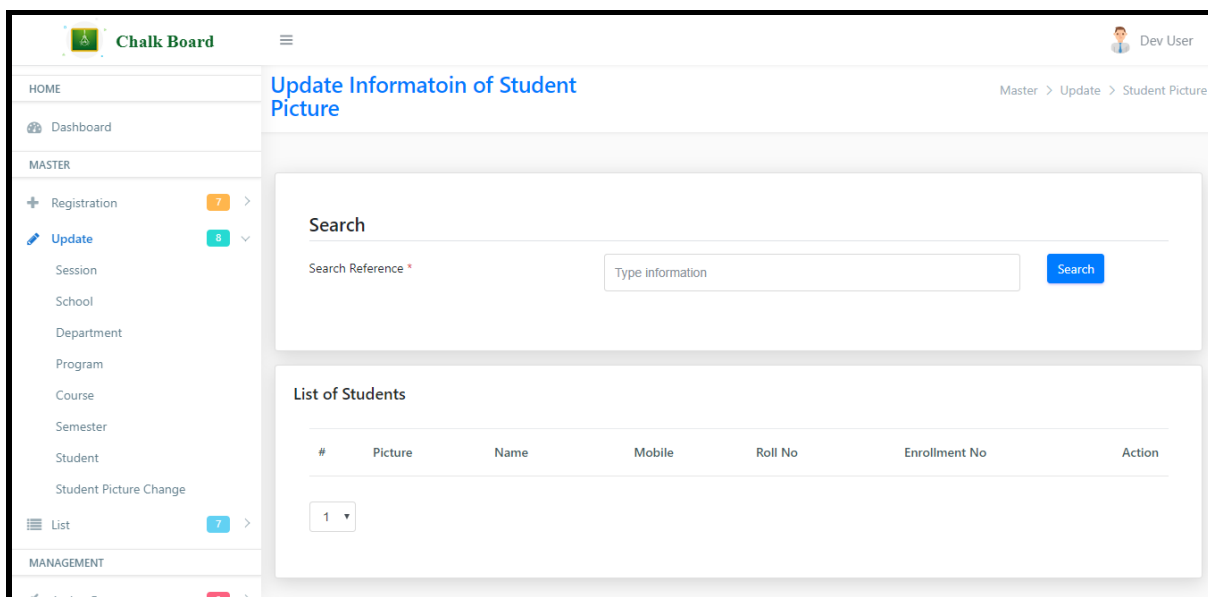 Chalk Board
Dev User
HOME
Dashboard
MASTER
Registration 7
Update 8
Session
School
Department
Program
Course
Semester
Student
Student Picture Change
List 7
MANAGEMENT
Update Informatoin of Student
Picture
Master > Update > Student Picture
Search
Search Reference *
Type information
Search
List of Students
# Picture Name Mobile Roll No Enrollment No Action
1